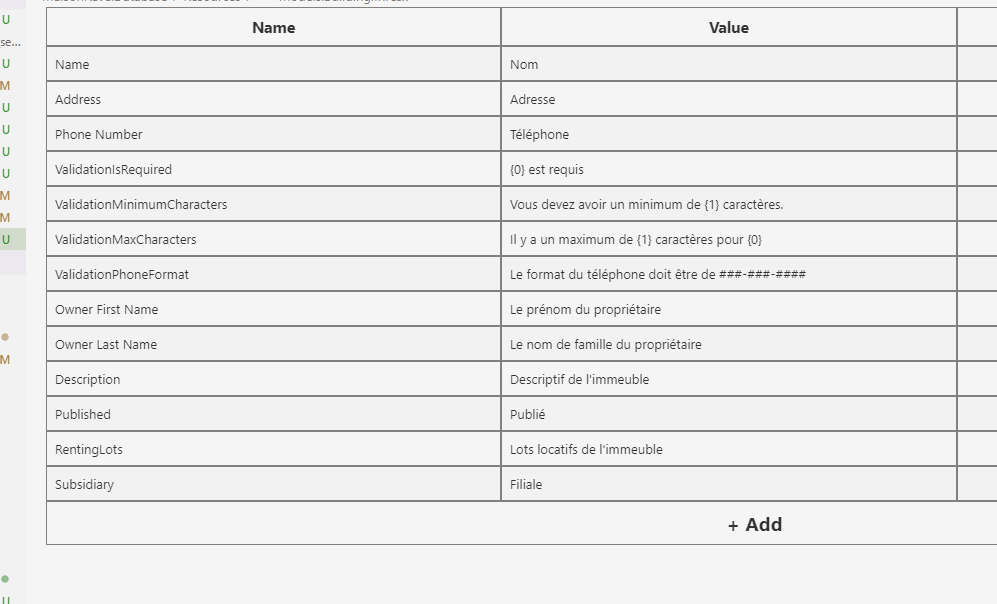 Name Value
Name Nom
Address Adresse
Phone Number Téléphone
ValidationIsRequired {0} est requis
ValidationMinimumCharacters Vous devez avoir un minimum de {1} caractères.
ValidationMaxCharacters Il y a un maximum de {1} caractères pour {0}
ValidationPhoneFormat Le format du téléphone doit être de ###-###-####
Owner First Name Le prénom du propriétaire
Owner Last Name Le nom de famille du propriétaire
Description Descriptif de l'immeuble
Published Publié
RentingLots Lots locatifs de l'immeuble
Subsidiary Filiale
+ Add
U
se...
U
M
U
U
U
U
M
M
U
M
U